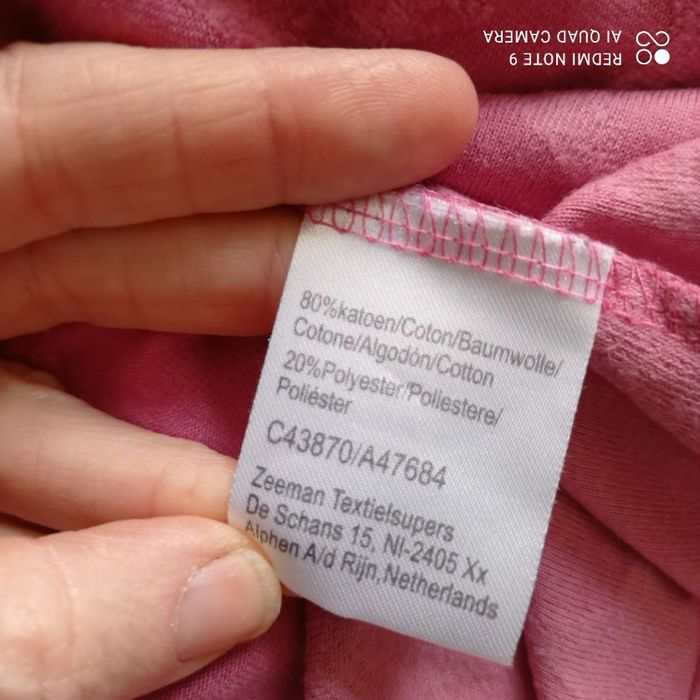 REDMI NOTE 9
AI QUAD CAMERA
80%katoen/Coton/Baumwolle/
Cotone/Algodón/Cotton
20%Polyester/Poliestere/
Poliéster
C43870/A47684
Zeeman Textielsupers
De Schans 15, Nl-2405 Xx
Alphen A/d Rijn,Netherlands